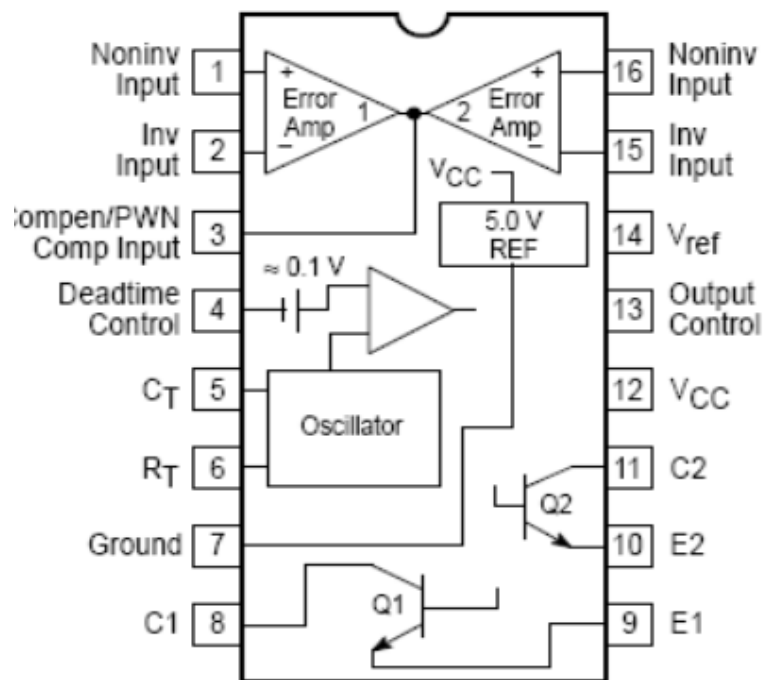 Noninv
Input
1
Inv
Input
2
Compen/PWN
Comp Input
3
Deadtime
Control
4
CT
5
RT
6
Ground
7
C1
8
+
Error
Amp
1
−
2
+
Error
Amp
−
VCC
5.0 V
REF
≈ 0.1 V
Oscillator
Q2
Q1
16
Noninv
Input
15
Inv
Input
14
Vref
13
Output
Control
12
VCC
11
C2
10
E2
9
E1